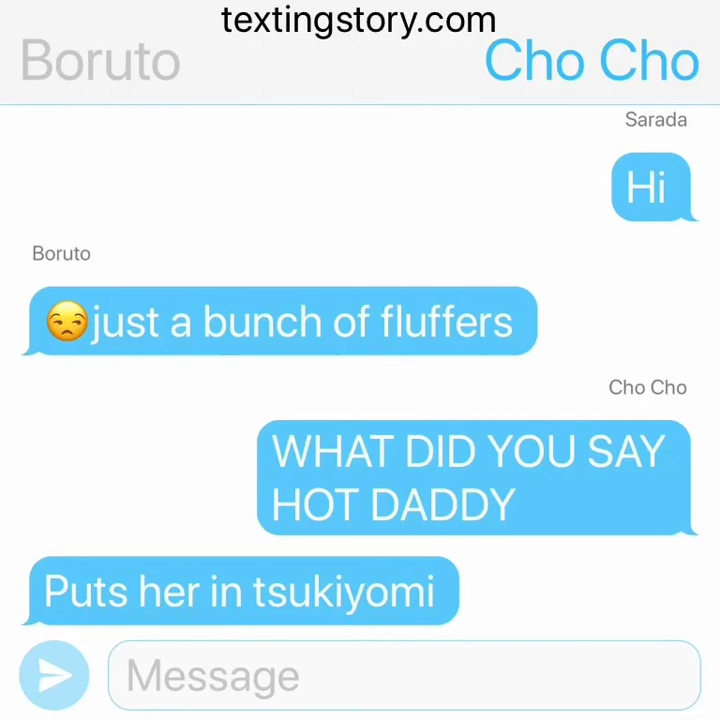 textingstory.com
Boruto
Cho Cho
Sarada
Hi
Boruto
😒just a bunch of fluffers
Cho Cho
WHAT DID YOU SAY
HOT DADDY
Puts her in tsukiyomi
Message